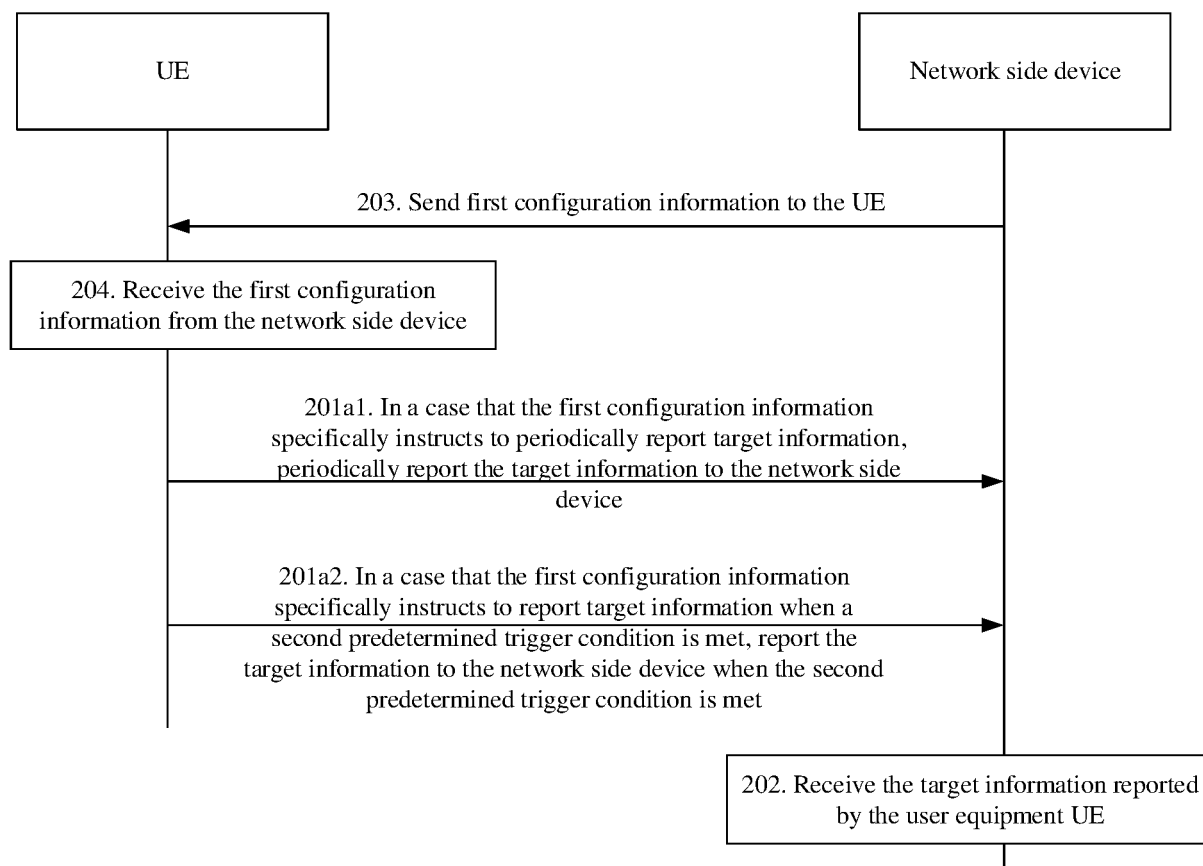 UE
Network side device
203. Send first configuration information to the UE
204. Receive the first configuration
information from the network side device
201a1. In a case that the first configuration information
specifically instructs to periodically report target information,
periodically report the target information to the network side
device
201a2. In a case that the first configuration information
specifically instructs to report target information when a
second predetermined trigger condition is met, report the
target information to the network side device when the second
predetermined trigger condition is met
202. Receive the target information reported
by the user equipment UE